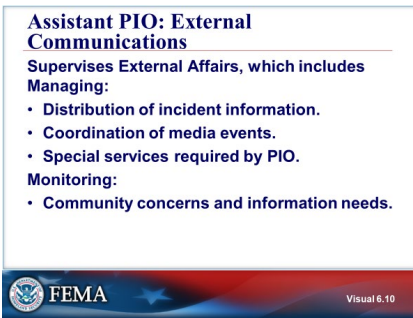 Assistant PIO: External
Communications
Supervises External Affairs, which includes
Managing:
• Distribution of incident information.
• Coordination of media events.
• Special services required by PIO.
Monitoring:
• Community concerns and information needs.
FEMA
Visual 6.10